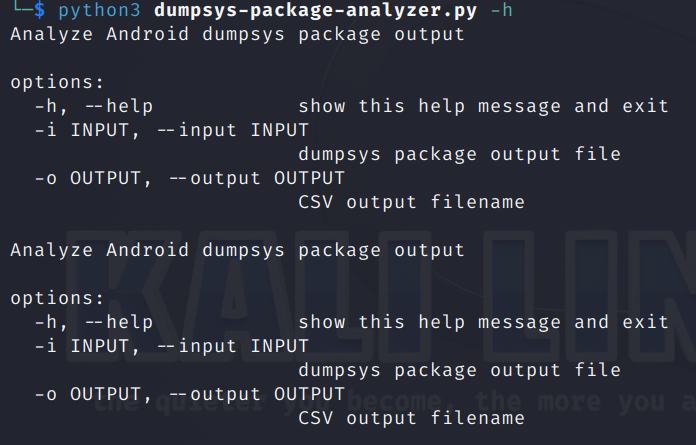 └─$ python3 dumpsys-package-analyzer.py -h
Analyze Android dumpsys package output
options:
-h, --help show this help message and exit
-i INPUT, --input INPUT
dumpsys package output file
-o OUTPUT, --output OUTPUT
CSV output filename
Analyze Android dumpsys package output
options:
-h, --help show this help message and exit
-i INPUT, --input INPUT
dumpsys package output file
-o OUTPUT, --output OUTPUT
CSV output filename
KALI LIN
the quieter you become, the more you a